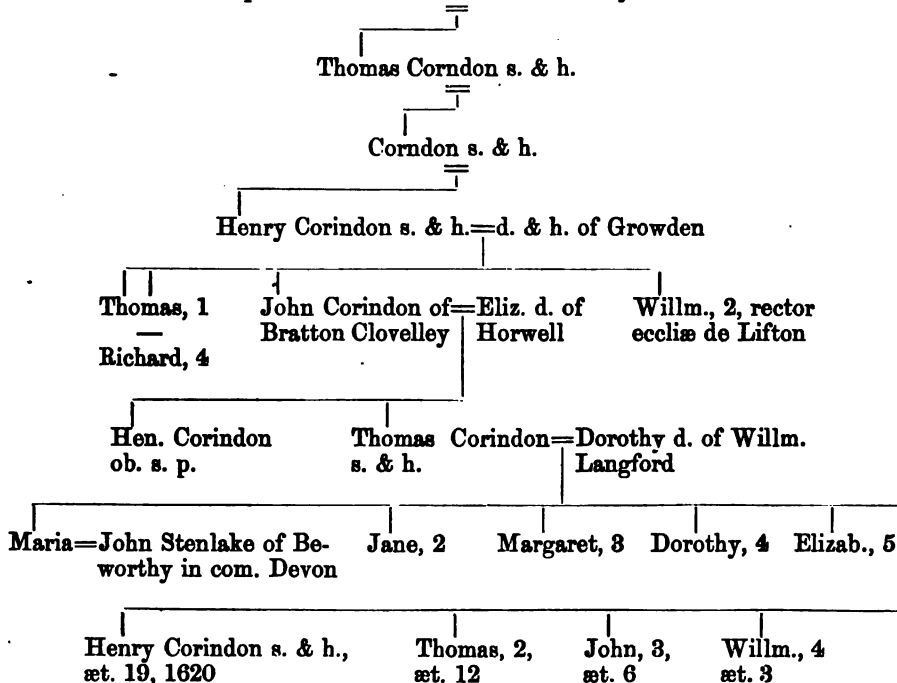 Thomas Corndon s. & h.
Corndon s. & h.
Henry Corindon s. & h.=d. & h. of Growden
Thomas, 1
Richard, 4
John Corindon of=Eliz. d. of
Bratton Clovelley Horwell
Willm., 2, rector
eccliæ de Lifton
Hen. Corindon
ob. s. p.
Thomas Corindon=Dorothy d. of Willm.
s. & h. Langford
Maria=John Stenlake of Be-
worthy in com. Devon
Jane, 2
Margaret, 3
Dorothy, 4
Elizab., 5
Henry Corindon s. & h.,
æt. 19, 1620
Thomas, 2,
æt. 12
John, 3,
æt. 6
Willm., 4
æt. 3